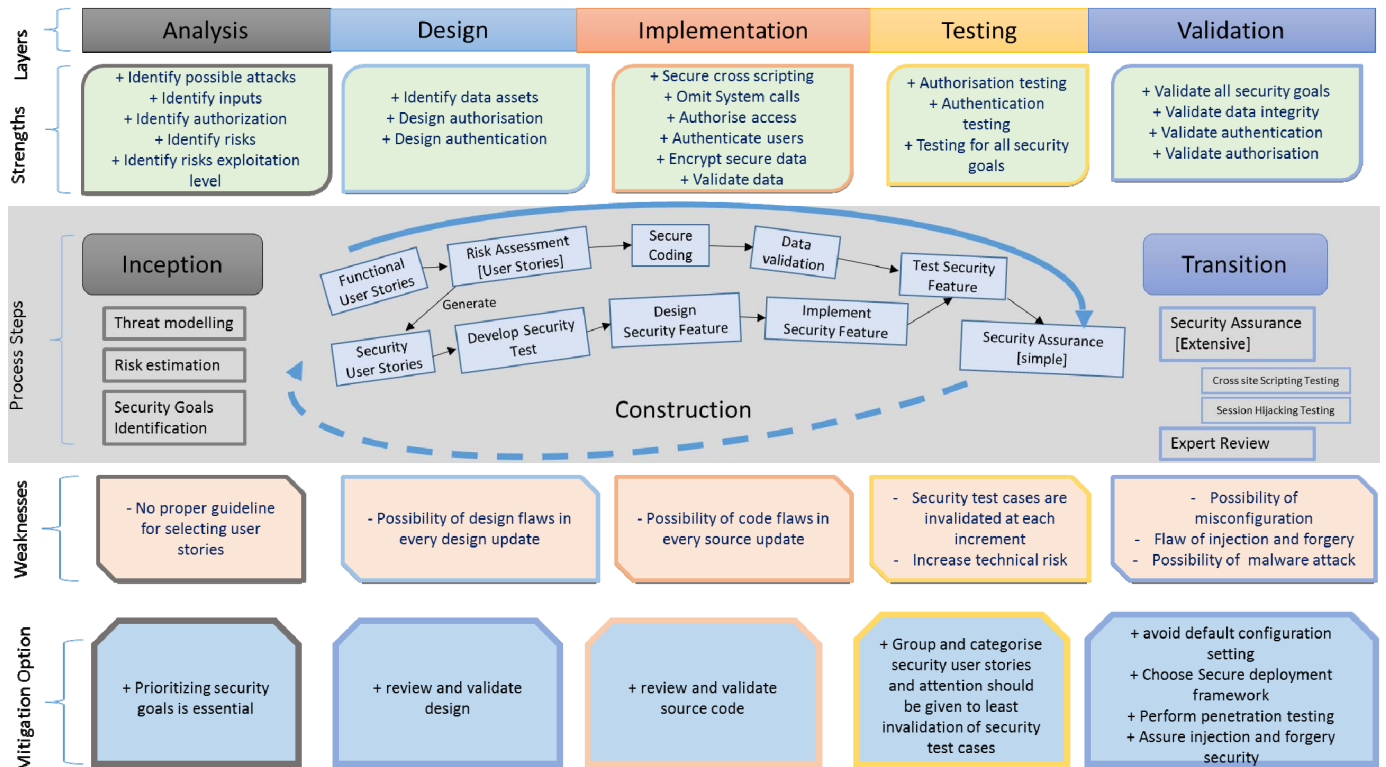 Layers
Analysis
Design
Implementation
Testing
Validation
Strengths
+ Identify possible attacks
+ Identify inputs
+ Identify authorization
+ Identify risks
+ Identify risks exploitation
level
+ Identify data assets
+ Design authorisation
+ Design authentication
+ Secure cross scripting
+ Omit System calls
+ Authorise access
+ Authenticate users
+ Encrypt secure data
+ Validate data
+ Authorisation testing
+ Authentication
testing
+ Testing for all security
goals
+ Validate all security goals
+ Validate data integrity
+ Validate authentication
+ Validate authorisation
Process Steps
Inception
Threat modelling
Risk estimation
Security Goals
Identification
Functional
User Stories
Risk Assessment
[User Stories]
Secure
Coding
Data
validation
Test Security
Feature
Generate
Security
User Stories
Develop Security
Test
Design
Security Feature
Implement
Security Feature
Security Assurance
[simple]
Construction
Transition
Security Assurance
[Extensive]
Cross site Scripting Testing
Session Hijacking Testing
Expert Review
Weaknesses
- No proper guideline
for selecting user
stories
- Possibility of design flaws in
every design update
- Possibility of code flaws in
every source update
- Security test cases are
invalidated at each
increment
- Increase technical risk
- Possibility of
misconfiguration
- Flaw of injection and forgery
- Possibility of malware attack
Mitigation Option
+ Prioritizing security
goals is essential
+ review and validate
design
+ review and validate
source code
+ Group and categorise
security user stories
and attention should
be given to least
invalidation of security
test cases
+ avoid default configuration
setting
+ Choose Secure deployment
framework
+ Perform penetration testing
+ Assure injection and forgery
security